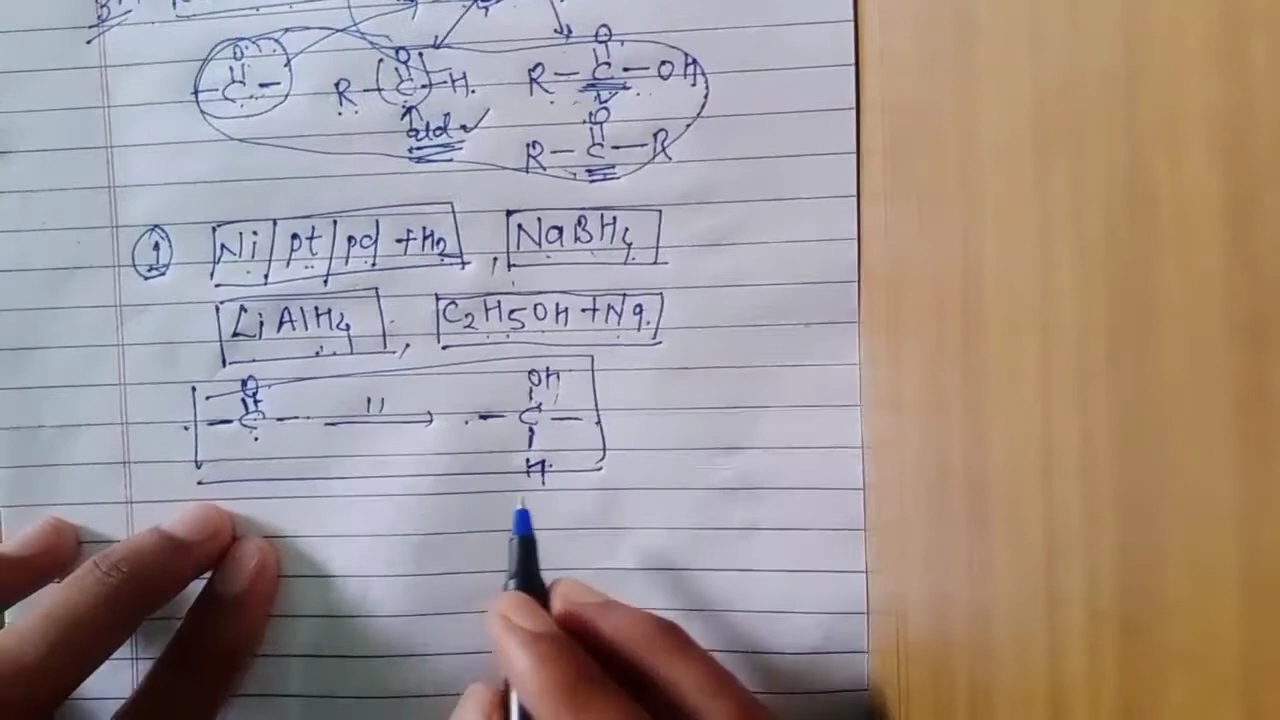 O O O
— C — R — C — H. R — C — OH
ald ✓ O
R — C — R
① Ni/pt/pd +H2, NaBH4
LiAlH4, C2H5OH+Na.
O OH
— C — → — C —
H.